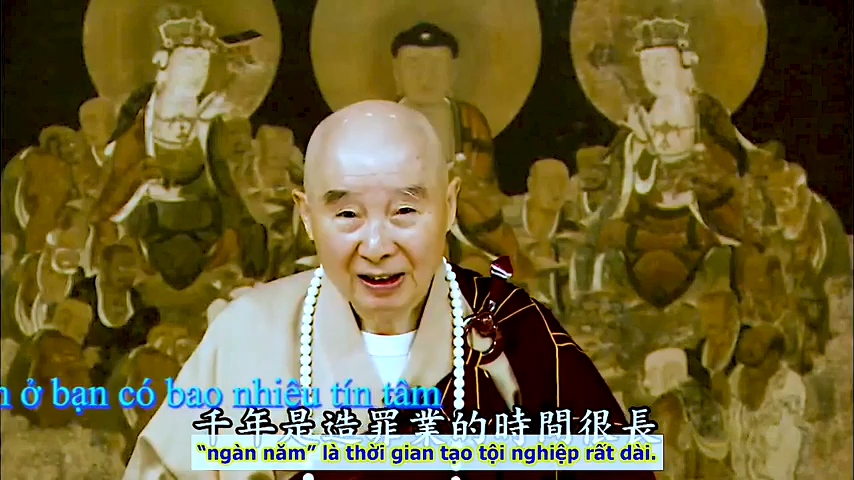 ở bạn có bao nhiêu tín tâm
千年是造罪業的時間很長
“ngàn năm” là thời gian tạo tội nghiệp rất dài.